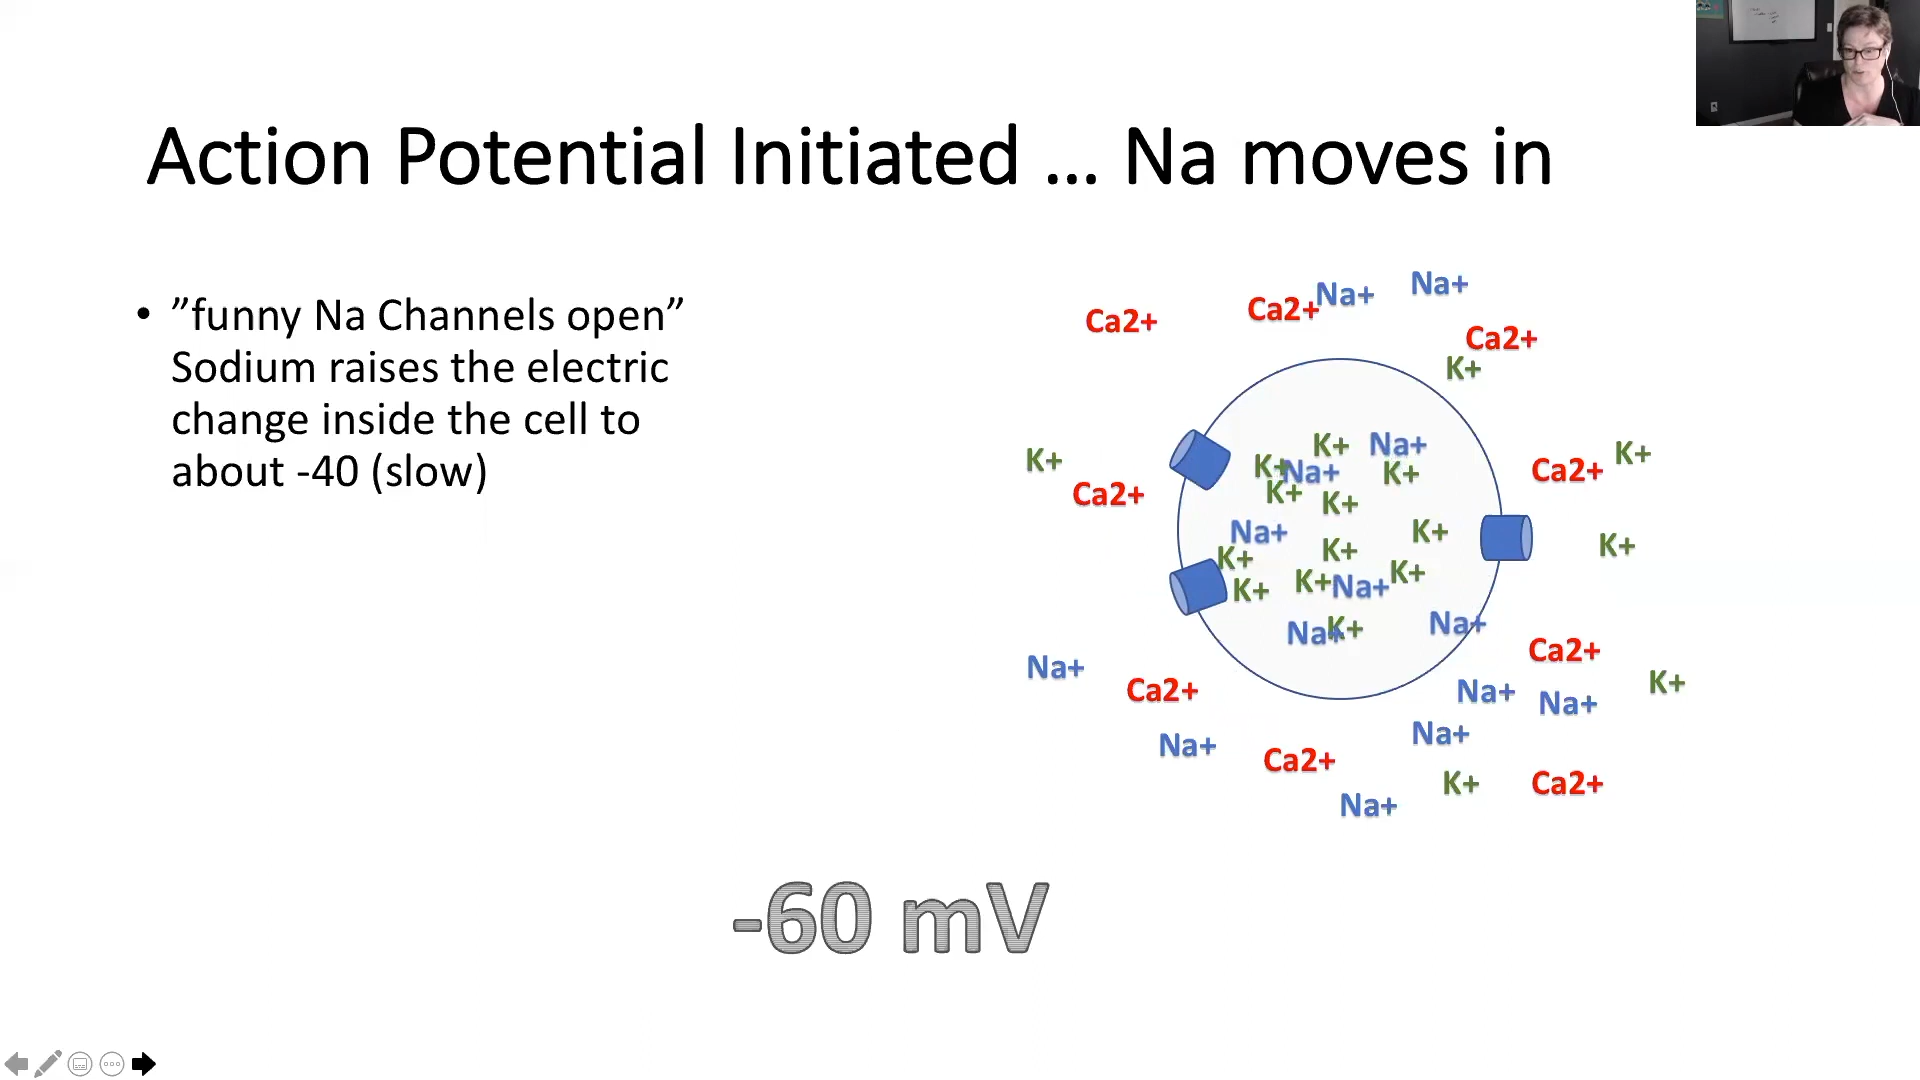 Action Potential Initiated ... Na moves in
• ”funny Na Channels open”
Sodium raises the electric
change inside the cell to
about -40 (slow)
Na+
Na+
Ca2+
Ca2+
Ca2+
K+
K+
Na+
K+
Ca2+
K+
K+
Na+
K+
Ca2+
K+
Ca2+
K+
Na+
K+
K+
K+
K+
K+
K+
Na+
K+
K+
Na+
Na+
K+
Ca2+
Na+
K+
Ca2+
Na+
Na+
Na+
Na+
Ca2+
K+
Ca2+
Na+
-60 mV